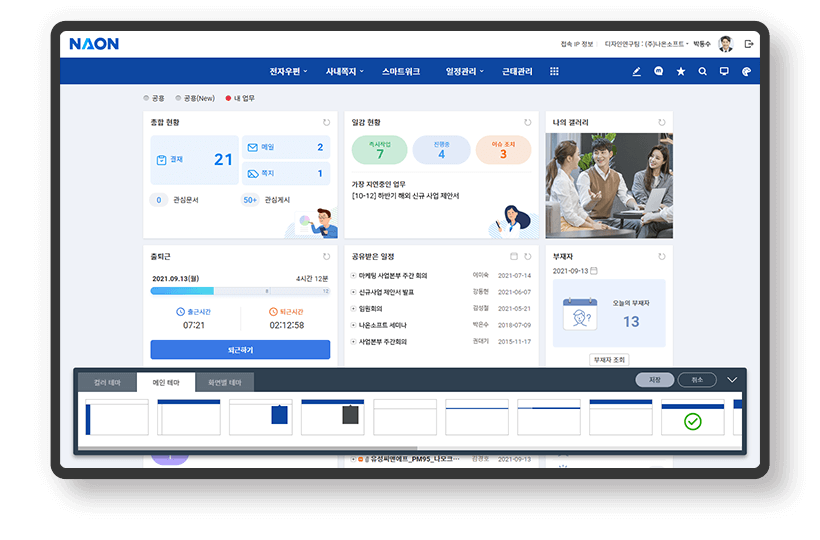 NAON
접속 IP 정보 디자인연구팀 : (주)나온소프트 박동수
전자우편 사내쪽지 스마트워크 일정관리 근태관리
공용 공용(New) 내 업무
종합 현황
결재 21
메일 2
쪽지 1
0 관심문서 50+ 관심게시
일감 현황
즉시작업 7
진행중 4
이슈 조치 3
가장 지연중인 업무
[10-12] 하반기 해외 신규 사업 제안서
나의 갤러리
출퇴근
2021.09.13(월) 4시간 12분
8 12
출근시간 퇴근시간
07:21 02:12:58
퇴근하기
공유받은 일정
마케팅 사업본부 주간 회의 이미숙 2021-07-14
신규사업 제안서 발표 강동현 2021-06-07
임원회의 김성철 2021-05-21
나온소프트 세미나 박은수 2018-07-09
사업본부 주간회의 권대기 2015-11-17
부재자
2021-09-13
오늘의 부재자
13
부재자 조회
컬러 테마 메인 테마 화면별 테마 저장 취소
유성씨앤에프_PM95_나모크··· 김경호 2021-09-13